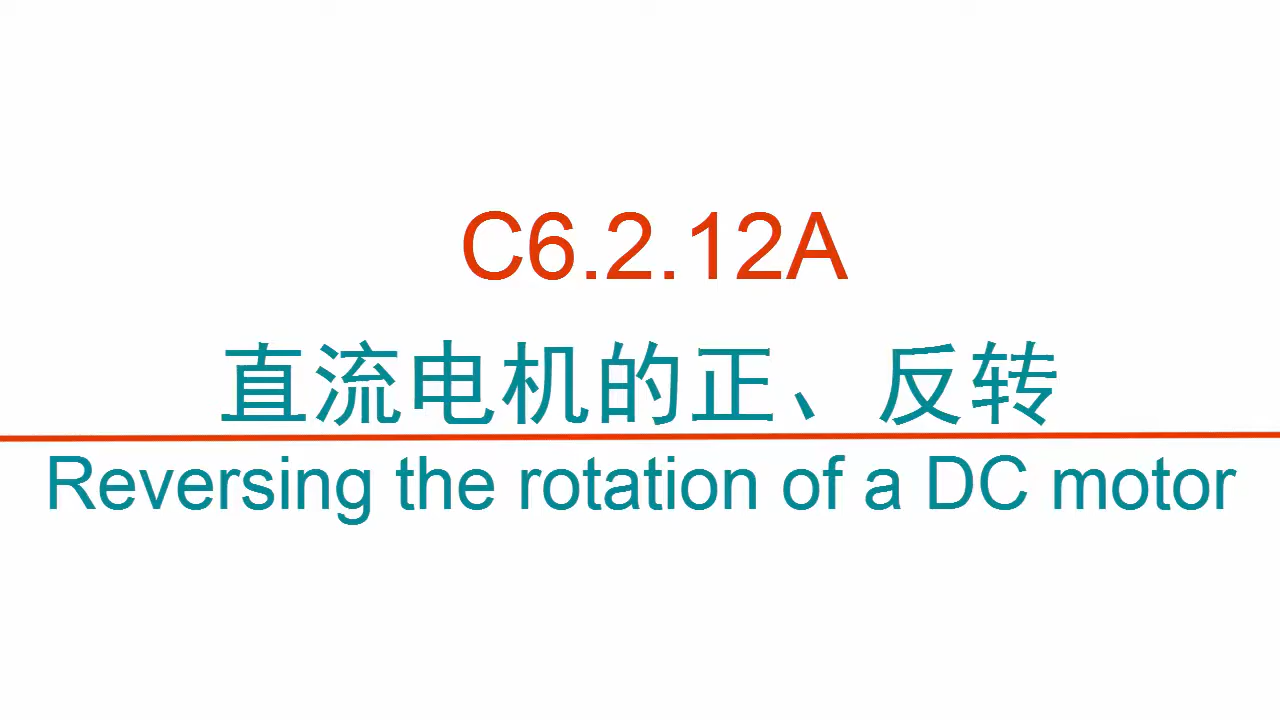 C6.2.12A
直流电机的正、反转
Reversing the rotation of a DC motor